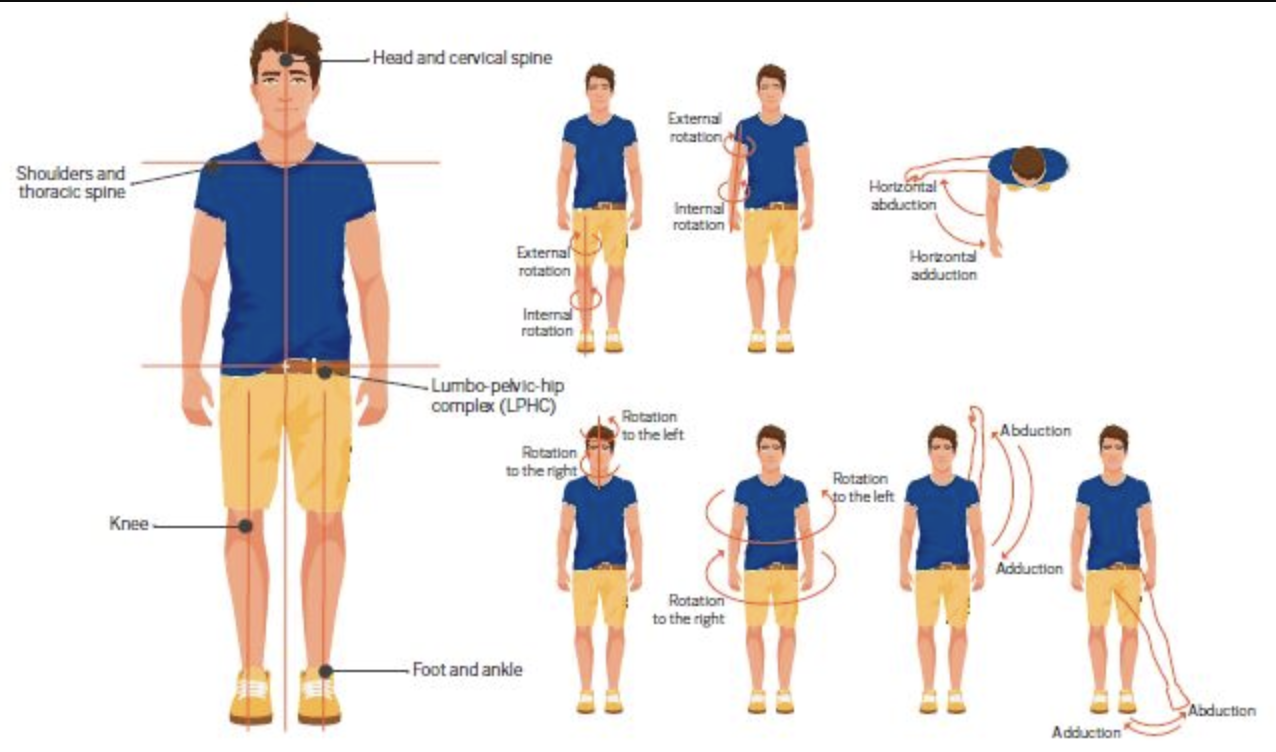 Head and cervical spine
Shoulders and
thoracic spine
Lumbo-pelvic-hip
complex (LPHC)
Knee
Foot and ankle
External
rotation
Internal
rotation
External
rotation
Internal
rotation
Horizontal
abduction
Horizontal
adduction
Rotation
to the left
Rotation
to the right
Rotation
to the left
Rotation
to the right
Abduction
Adduction
Abduction
Adduction